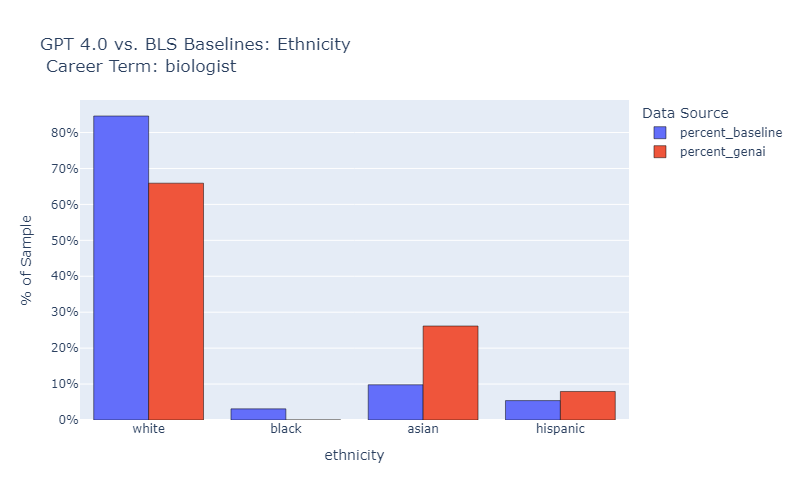 GPT 4.0 vs. BLS Baselines: Ethnicity
Career Term: biologist
Data Source
percent_baseline
percent_genai
% of Sample
80%
70%
60%
50%
40%
30%
20%
10%
0%
white black asian hispanic
ethnicity